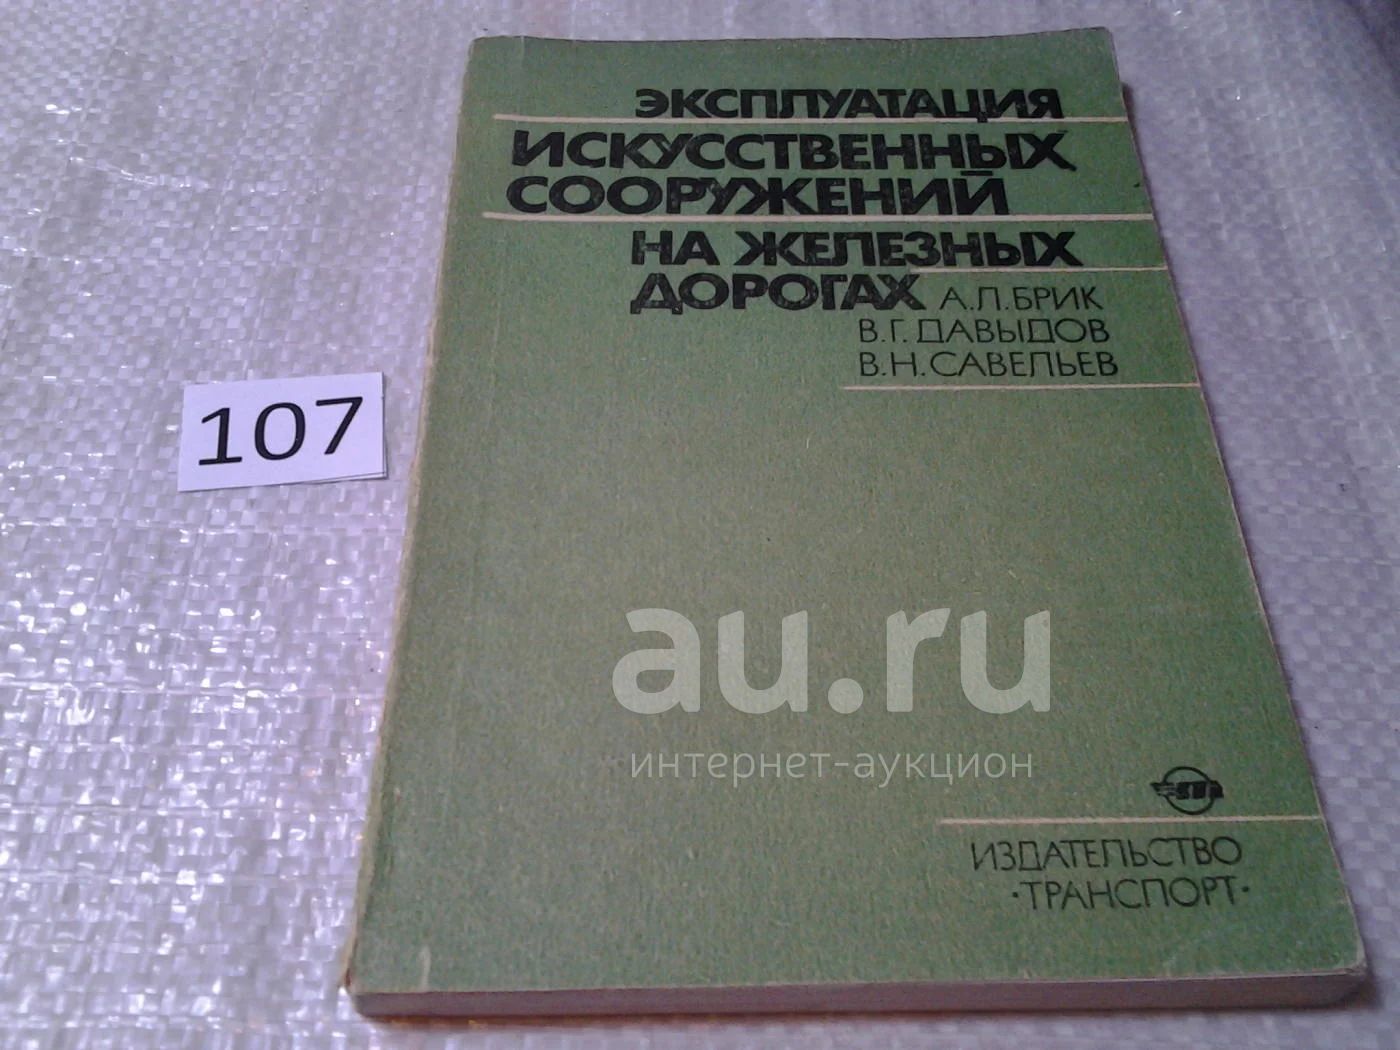 ЭКСПЛУАТАЦИЯ
ИСКУССТВЕННЫХ
СООРУЖЕНИЙ
НА ЖЕЛЕЗНЫХ
ДОРОГАХ А.Л.БРИК
В.Г.ДАВЫДОВ
В.Н.САВЕЛЬЕВ
107
au.ru
интернет-аукцион
ИЗДАТЕЛЬСТВО
·ТРАНСПОРТ·